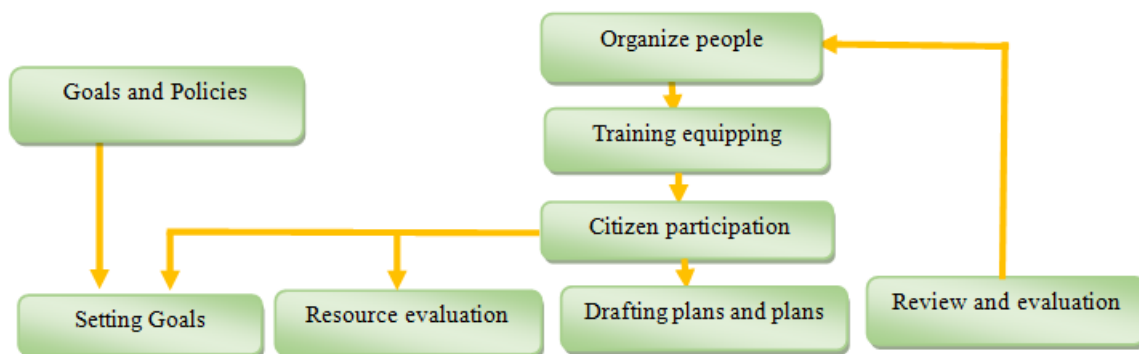 Organize people
Goals and Policies
Training equipping
Citizen participation
Setting Goals
Resource evaluation
Drafting plans and plans
Review and evaluation